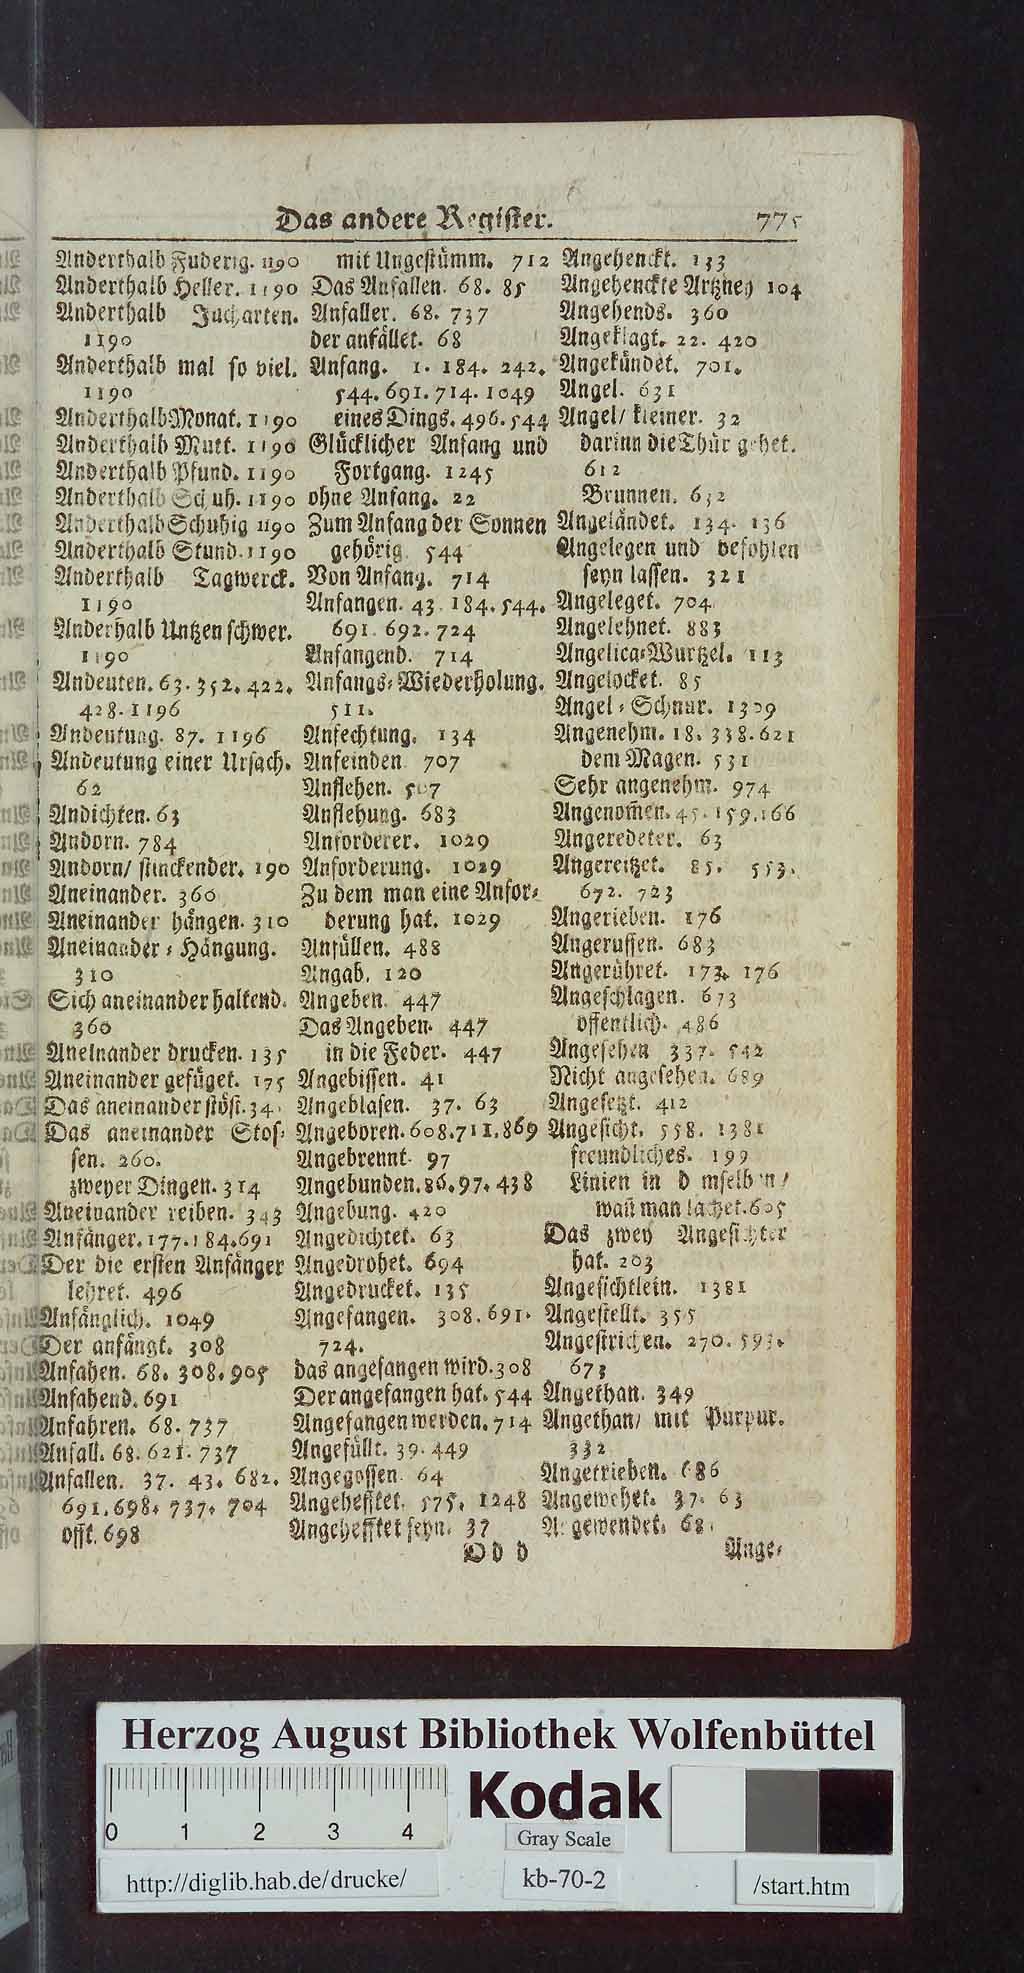 Das andere Register. 775
Anderthalb Fuderig. 1190
Anderthalb Heller. 1190
Anderthalb Jucharten.
1190
Anderthalb mal so viel.
1190
Anderthalb Monat. 1190
Anderthalb Mutt. 1190
Anderthalb Pfund. 1190
Anderthalb Schuh. 1190
Anderthalb Schuhig 1190
Anderthalb Stund. 1190
Anderthalb Tagwerck.
1190
Anderhalb Untzen schwer.
1190
Andeuten. 63. 352. 422.
428. 1196
Andeutung. 87. 1196
Andeutung einer Ursach.
62
Andichten. 63
Andorn. 784
Andorn/ stinckender. 190
Aneinander. 360
Aneinander hängen. 310
Aneinander-Hängung.
310
Sich aneinander haltend.
360
Aneinander drucken. 135
Aneinander gefüget. 175
Das aneinander stöst. 34
Das aneinander Stos-
sen. 260.
zweyer Dingen. 314
Aneinander reiben. 343
Anfänger. 177. 184. 691
Der die ersten Anfänger
lehret. 496
Anfänglich. 1049
Der anfängt. 308
Anfahen. 68. 308. 905
Anfahend. 691
Anfahren. 68. 737
Anfall. 68. 621. 737
Anfallen. 37. 43. 682.
691. 698. 737. 704
offt. 698
mit Ungestümm. 712
Das Anfallen. 68. 85
Anfaller. 68. 737
der anfället. 68
Anfang. 1. 184. 242.
544. 691. 714. 1049
eines Dings. 496. 544
Glücklicher Anfang und
Fortgang. 1245
ohne Anfang. 22
Zum Anfang der Sonnen
gehörig. 544
Von Anfang. 714
Anfangen. 43. 184. 544.
691. 692. 724
Anfangend. 714
Anfangs-Wiederholung.
511.
Anfechtung. 134
Anfeinden 707
Anflehen. 507
Anflehung. 683
Anforderer. 1029
Anforderung. 1029
Zu dem man eine Anfor-
derung hat. 1029
Anfüllen. 488
Angab. 120
Angeben. 447
Das Angeben. 447
in die Feder. 447
Angebissen. 41
Angeblasen. 37. 63
Angeboren. 608. 711. 869
Angebrennt. 97
Angebunden. 86. 97. 438
Angebung. 420
Angedichtet. 63
Angedrohet. 694
Angedrucket. 135
Angefangen. 308. 691.
724.
das angefangen wird. 308
Der angefangen hat. 544
Angefangen werden. 714
Angefüllt. 39. 449
Angegossen. 64
Angehefftet. 575. 1248
Angehefftet seyn. 37
Angehenckt. 133
Angehenckte Artzney 104
Angehends. 360
Angeklagt. 22. 420
Angekündet. 701.
Angel. 631
Angel/ kleiner. 32
darinn die Thür gehet.
612
Brunnen. 632
Angeländet. 134. 136
Angelegen und befohlen
seyn lassen. 321
Angeleget. 704
Angelehnet. 883
Angelica-Wurtzel. 113
Angelocket. 85
Angel-Schnur. 1309
Angenehm. 18. 338. 621
dem Magen. 531
Sehr angenehm. 974
Angenom̃en. 45. 159. 166
Angeredeter. 63
Angereitzet. 85. 553.
672. 723
Angerieben. 176
Angeruffen. 683
Angerühret. 173. 176
Angeschlagen. 673
öffentlich. 486
Angesehen 337. 542
Nicht angesehen. 689
Angesetzt. 412
Angesicht. 558. 1381
freundliches. 199
Linien in demselben/
wañ man lachet. 605
Das zwey Angesichter
hat. 203
Angesichtlein. 1381
Angestellt. 355
Angestrichen. 270. 593.
673
Angethan. 349
Angethan/ mit Purpur.
332
Angetrieben. 686
Angewehet. 37. 63
Angewendet. 68
D d d
Ange-
Herzog August Bibliothek Wolfenbüttel
0 1 2 3 4
Kodak
Gray Scale
http://diglib.hab.de/drucke/
kb-70-2
/start.htm